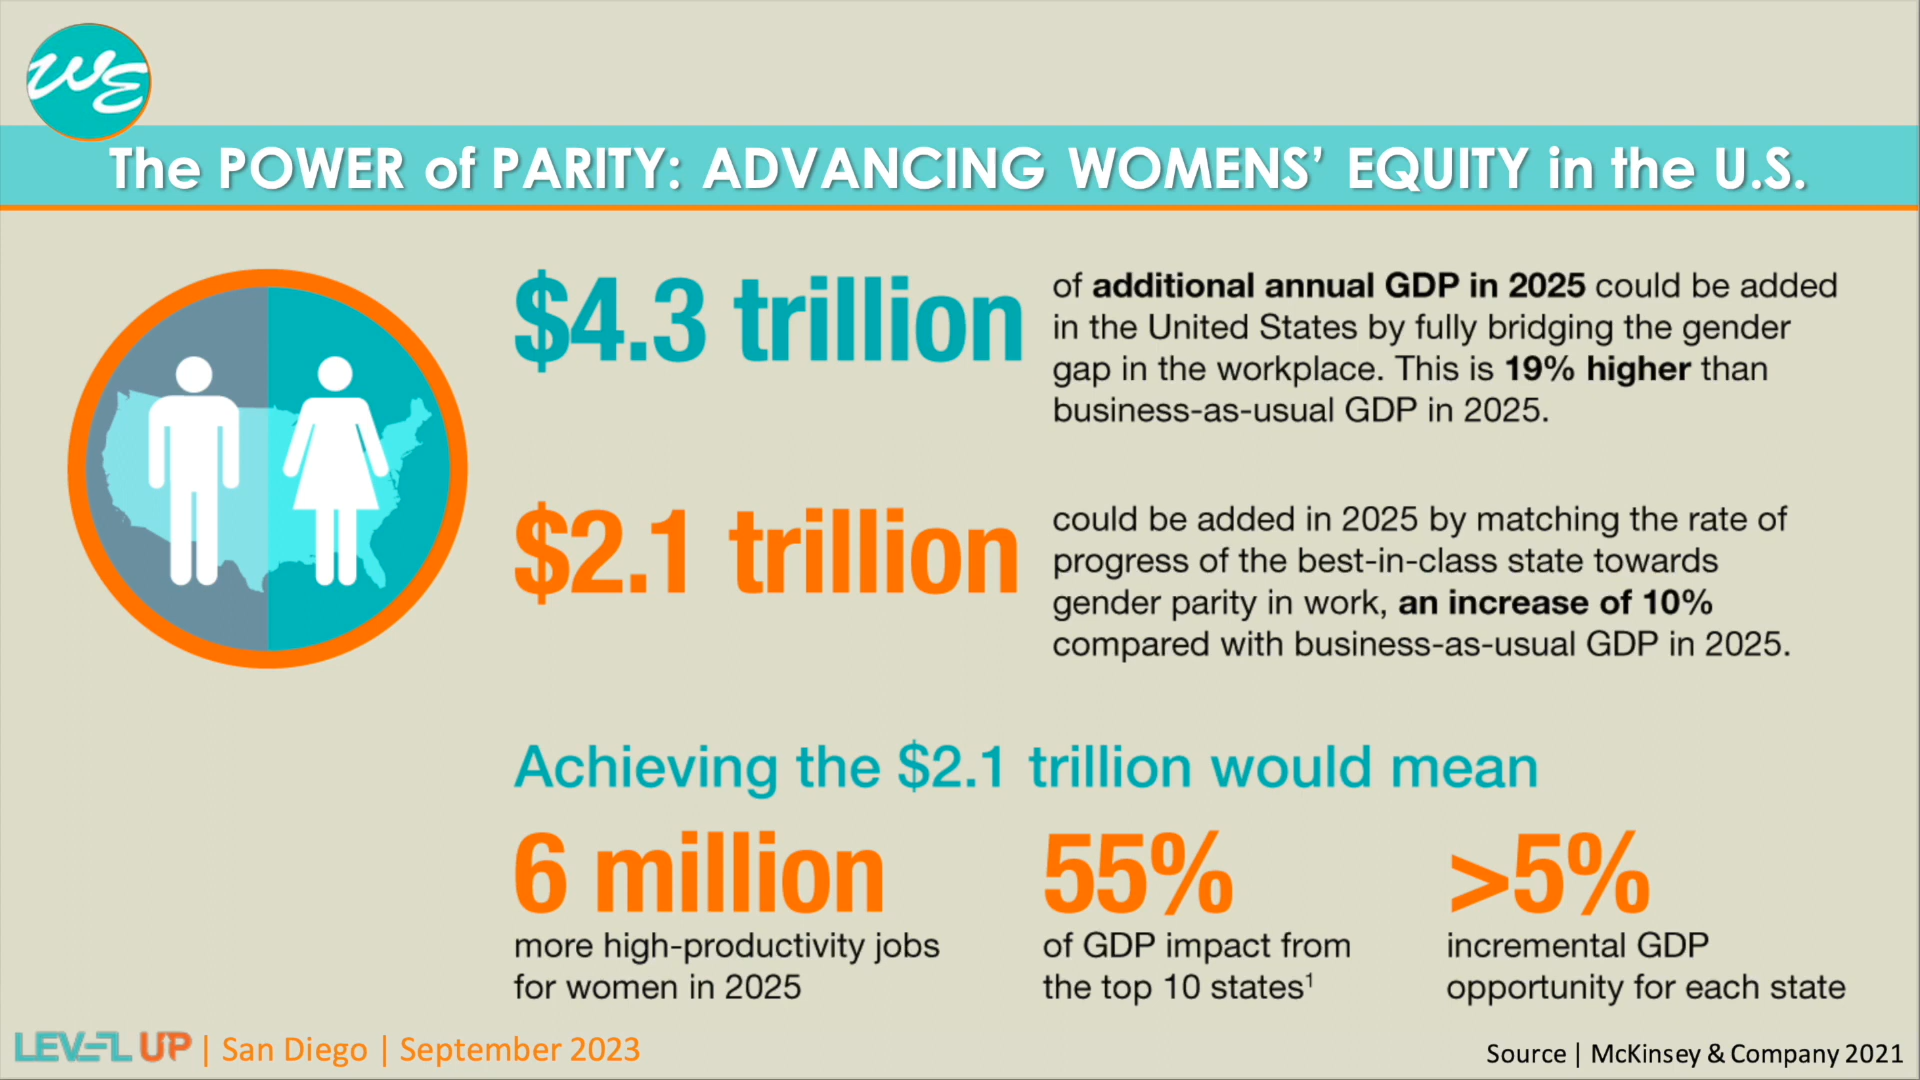 WE
The POWER of PARITY: ADVANCING WOMENS’ EQUITY in the U.S.
$4.3 trillion
of additional annual GDP in 2025 could be added
in the United States by fully bridging the gender
gap in the workplace. This is 19% higher than
business-as-usual GDP in 2025.
$2.1 trillion
could be added in 2025 by matching the rate of
progress of the best-in-class state towards
gender parity in work, an increase of 10%
compared with business-as-usual GDP in 2025.
Achieving the $2.1 trillion would mean
6 million
more high-productivity jobs
for women in 2025
55%
of GDP impact from
the top 10 states¹
>5%
incremental GDP
opportunity for each state
LEVEL UP | San Diego | September 2023
Source | McKinsey & Company 2021